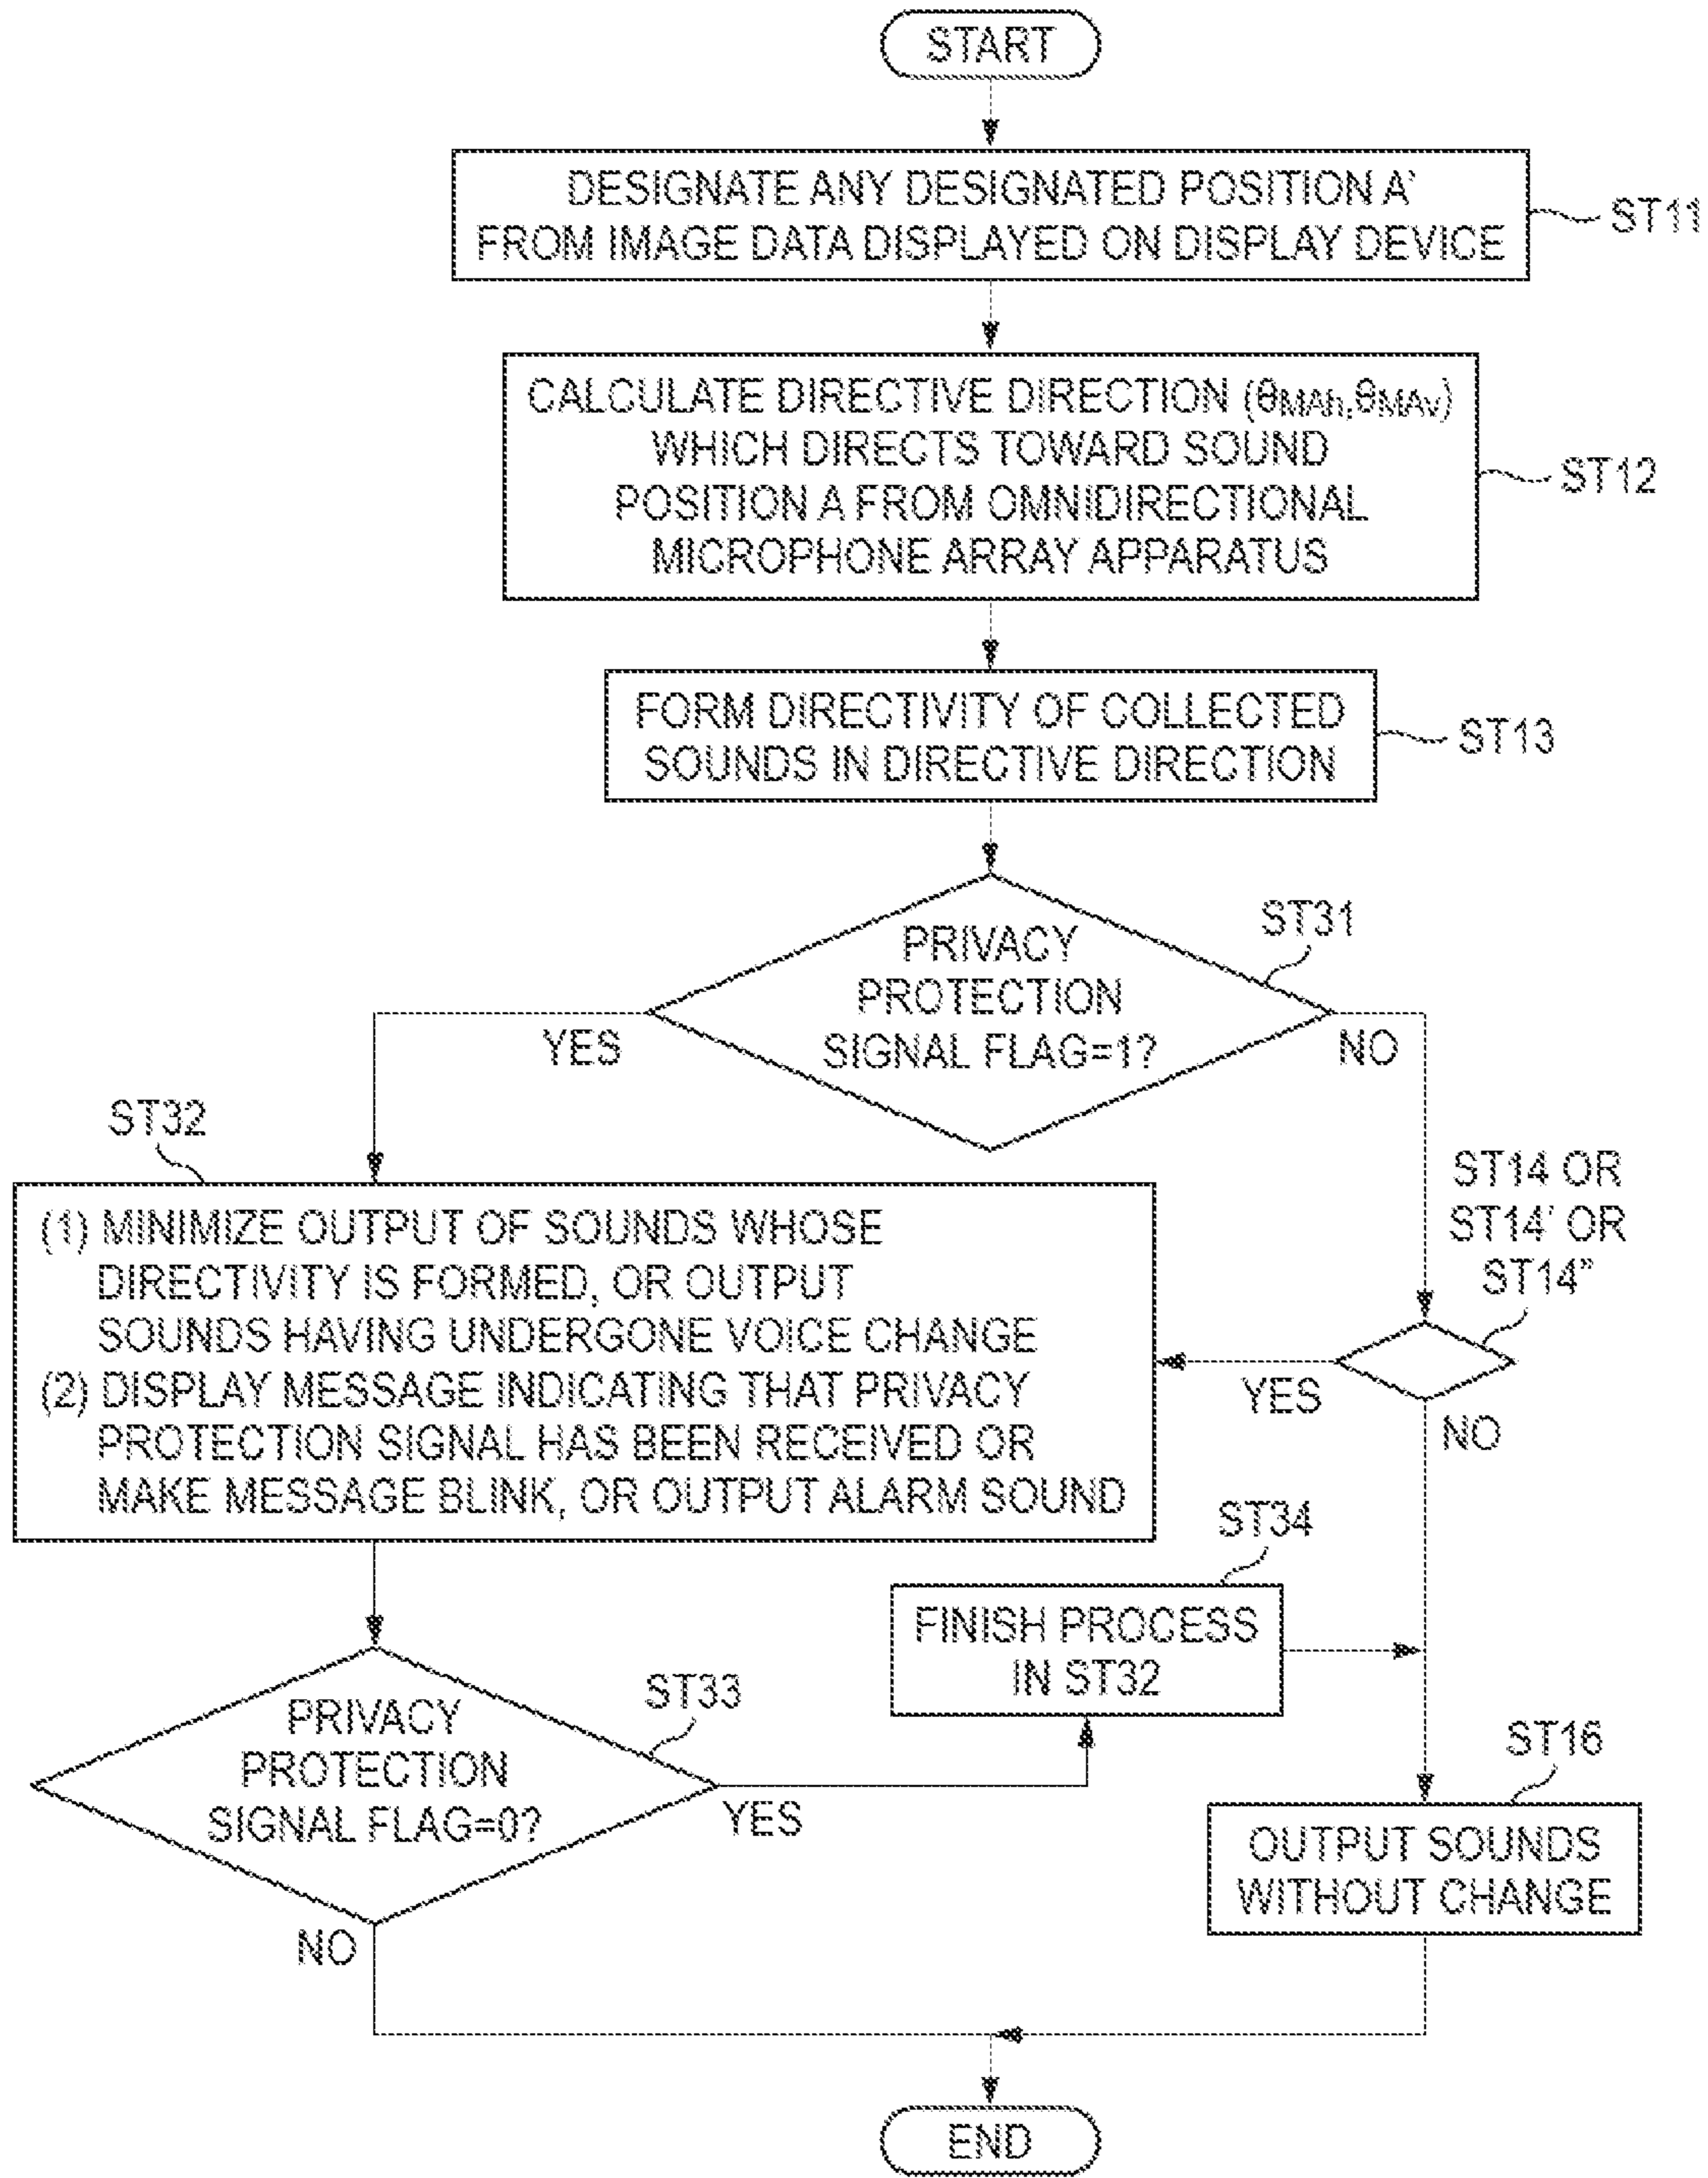 START
DESIGNATE ANY DESIGNATED POSITION A'
FROM IMAGE DATA DISPLAYED ON DISPLAY DEVICE
ST11
CALCULATE DIRECTIVE DIRECTION (θMAh,θMAv)
WHICH DIRECTS TOWARD SOUND
POSITION A FROM OMNIDIRECTIONAL
MICROPHONE ARRAY APPARATUS
ST12
FORM DIRECTIVITY OF COLLECTED
SOUNDS IN DIRECTIVE DIRECTION
ST13
PRIVACY
PROTECTION
SIGNAL FLAG=1?
ST31
YES
NO
ST32
(1) MINIMIZE OUTPUT OF SOUNDS WHOSE
DIRECTIVITY IS FORMED, OR OUTPUT
SOUNDS HAVING UNDERGONE VOICE CHANGE
(2) DISPLAY MESSAGE INDICATING THAT PRIVACY
PROTECTION SIGNAL HAS BEEN RECEIVED OR
MAKE MESSAGE BLINK, OR OUTPUT ALARM SOUND
ST14 OR
ST14' OR
ST14"
YES
NO
ST34
FINISH PROCESS
IN ST32
PRIVACY
PROTECTION
SIGNAL FLAG=0?
ST33
YES
NO
ST16
OUTPUT SOUNDS
WITHOUT CHANGE
END